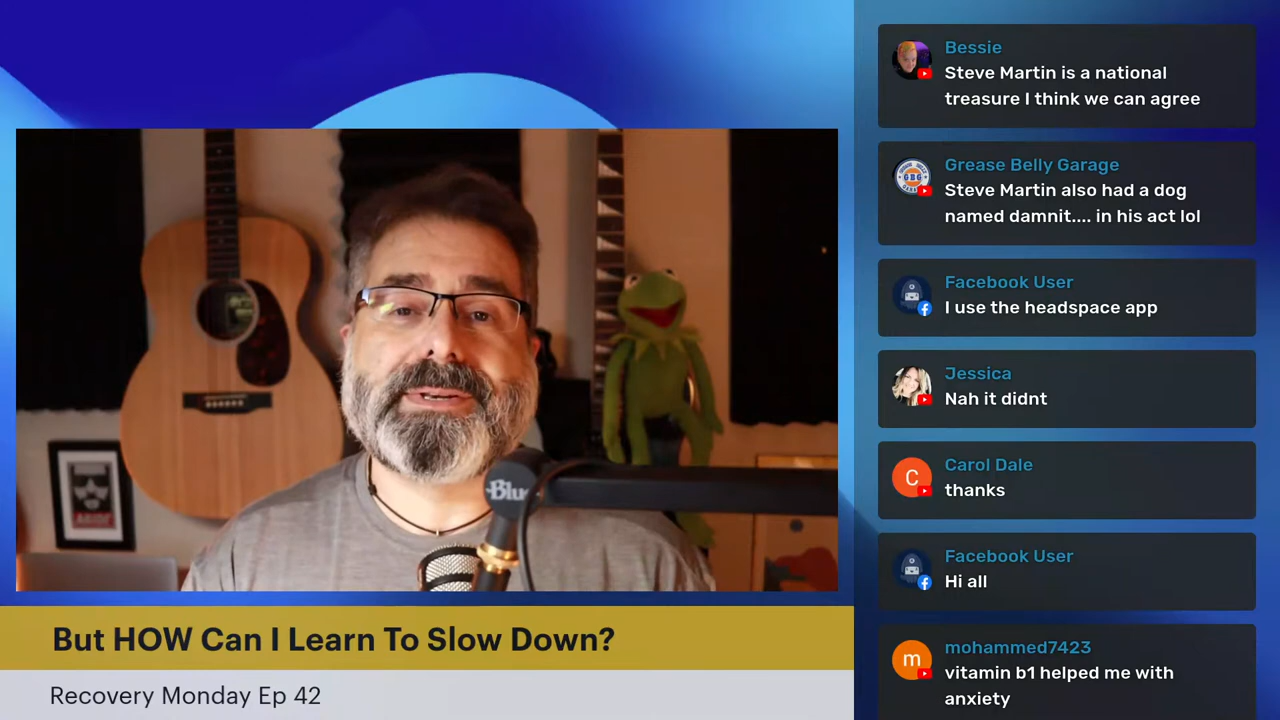 Blue
ABIDE
But HOW Can I Learn To Slow Down?
Recovery Monday Ep 42
Bessie
Steve Martin is a national
treasure I think we can agree
GBG
Grease Belly Garage
Steve Martin also had a dog
named damnit.... in his act lol
Facebook User
I use the headspace app
Jessica
Nah it didnt
C
Carol Dale
thanks
Facebook User
Hi all
m
mohammed7423
vitamin b1 helped me with
anxiety